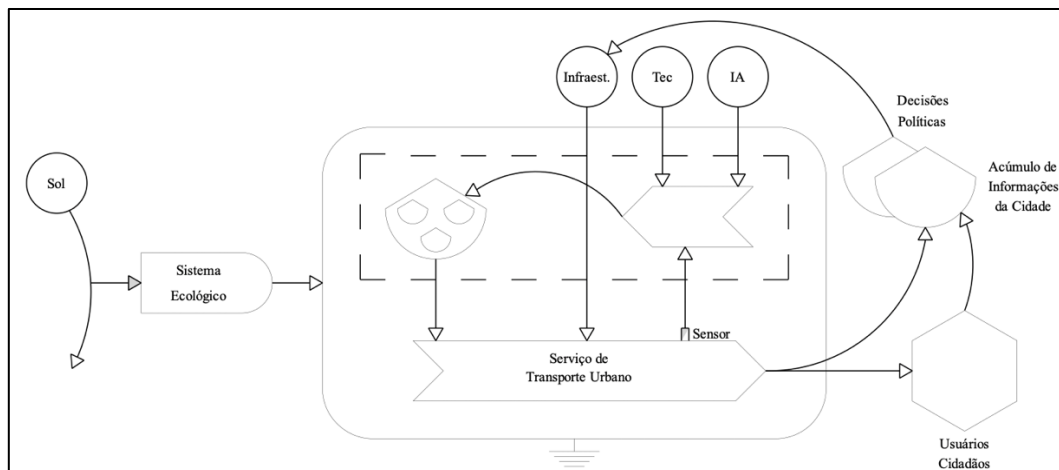 Infraest.
Tec
IA
Decisões
Políticas
Sol
Acúmulo de
Informações
da Cidade
Sistema
Ecológico
Sensor
Serviço de
Transporte Urbano
Usuários
Cidadãos